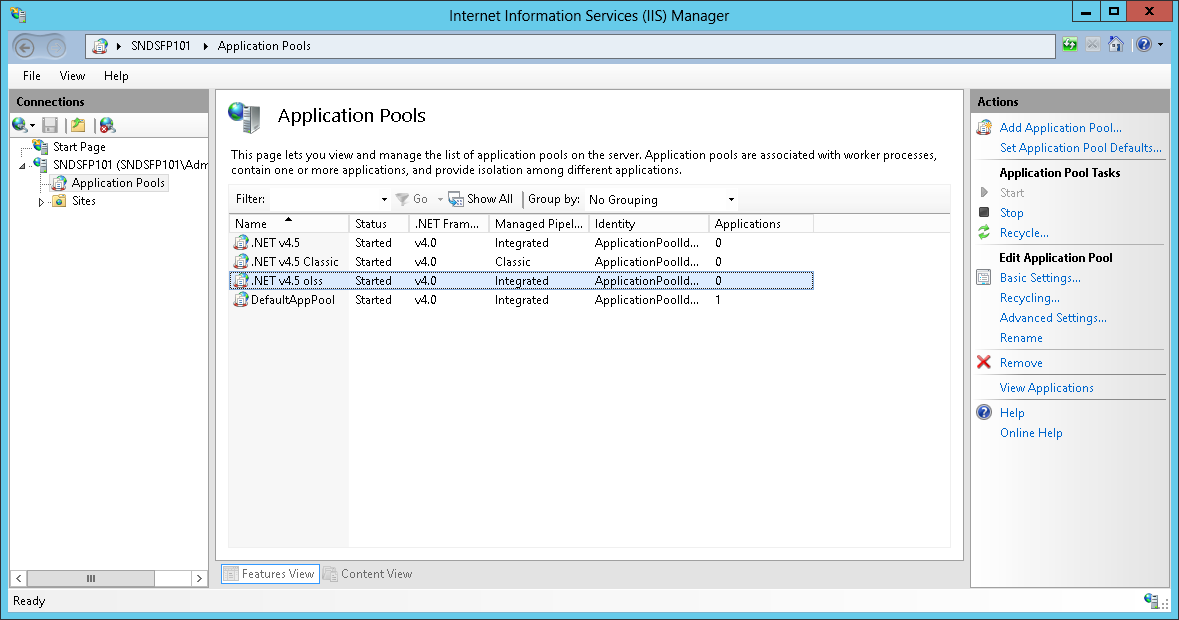 Internet Information Services (IIS) Manager
SNDSFP101 Application Pools
File View Help
Connections
Start Page
SNDSFP101 (SNDSFP101\Adm
Application Pools
Sites
Application Pools
This page lets you view and manage the list of application pools on the server. Application pools are associated with worker processes,
contain one or more applications, and provide isolation among different applications.
Filter: Go Show All Group by: No Grouping
Name Status .NET Fram... Managed Pipel... Identity Applications
.NET v4.5 Started v4.0 Integrated ApplicationPoolId... 0
.NET v4.5 Classic Started v4.0 Classic ApplicationPoolId... 0
.NET v4.5 olss Started v4.0 Integrated ApplicationPoolId... 0
DefaultAppPool Started v4.0 Integrated ApplicationPoolId... 1
Features View Content View
Actions
Add Application Pool...
Set Application Pool Defaults...
Application Pool Tasks
Start
Stop
Recycle...
Edit Application Pool
Basic Settings...
Recycling...
Advanced Settings...
Rename
Remove
View Applications
Help
Online Help
Ready